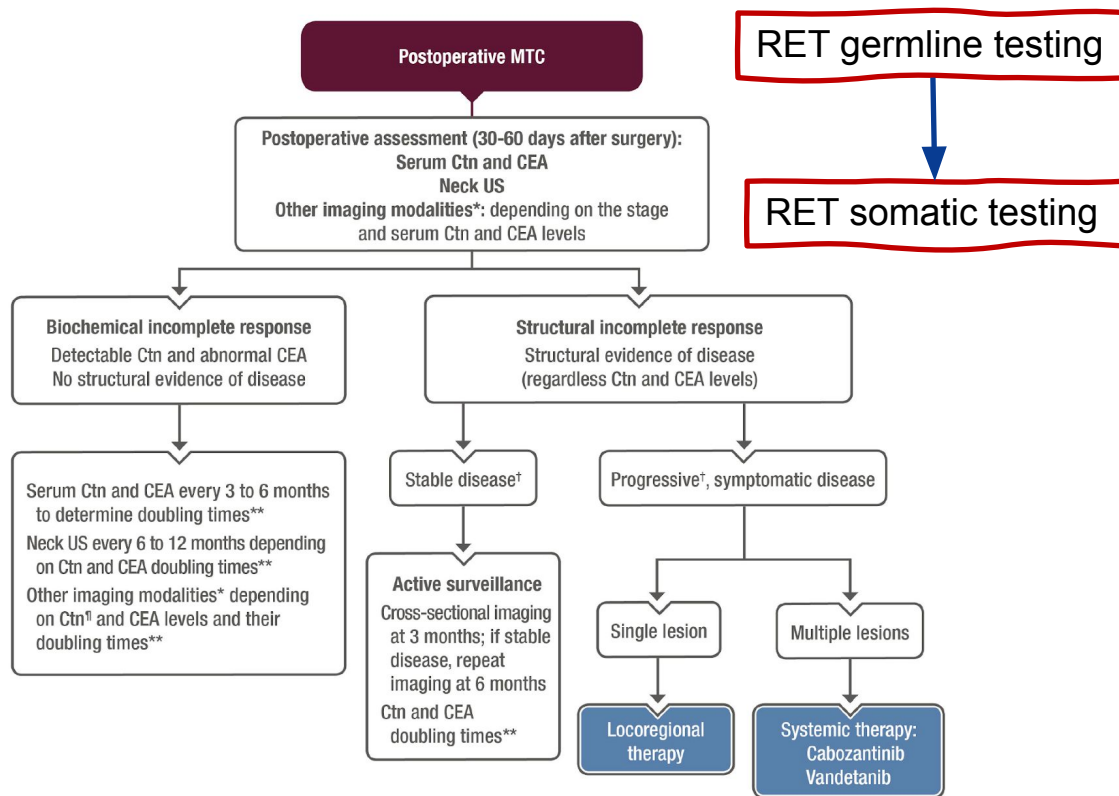 Postoperative MTC
RET germline testing
Postoperative assessment (30-60 days after surgery):
Serum Ctn and CEA
Neck US
Other imaging modalities*: depending on the stage
and serum Ctn and CEA levels
RET somatic testing
Biochemical incomplete response
Detectable Ctn and abnormal CEA
No structural evidence of disease
Structural incomplete response
Structural evidence of disease
(regardless Ctn and CEA levels)
Serum Ctn and CEA every 3 to 6 months
to determine doubling times**
Neck US every 6 to 12 months depending
on Ctn and CEA doubling times**
Other imaging modalities* depending
on Ctn¶ and CEA levels and their
doubling times**
Stable disease†
Progressive†, symptomatic disease
Active surveillance
Cross-sectional imaging
at 3 months; if stable
disease, repeat
imaging at 6 months
Ctn and CEA
doubling times**
Single lesion
Multiple lesions
Locoregional
therapy
Systemic therapy:
Cabozantinib
Vandetanib